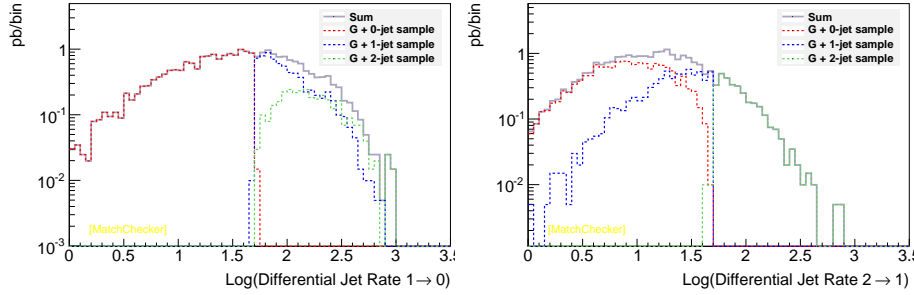 pb/bin
Sum
G + 0-jet sample
G + 1-jet sample
G + 2-jet sample
1
10-1
10-2
10-3
[MatchChecker]
0 0.5 1 1.5 2 2.5 3 3.5
Log(Differential Jet Rate 1→0)
pb/bin
Sum
G + 0-jet sample
G + 1-jet sample
G + 2-jet sample
1
10-1
10-2
[MatchChecker]
0 0.5 1 1.5 2 2.5 3 3.5
Log(Differential Jet Rate 2→1)